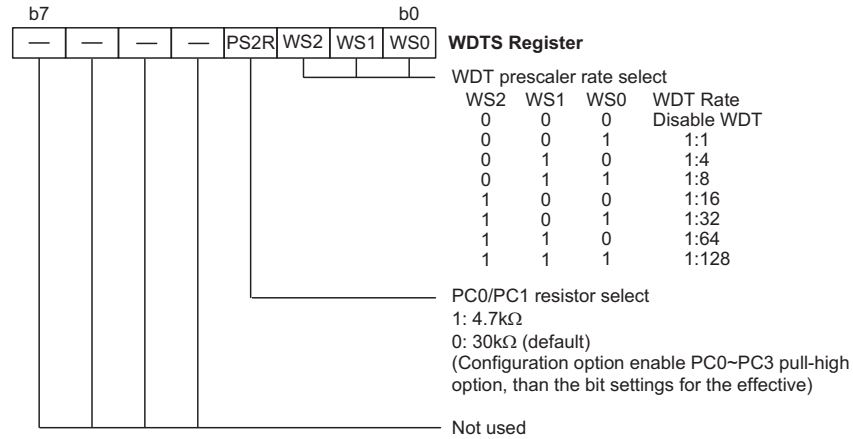 b7 b0
— — — — PS2R WS2 WS1 WS0 WDTS Register
WDT prescaler rate select
WS2 WS1 WS0 WDT Rate
0 0 0 Disable WDT
0 0 1 1:1
0 1 0 1:4
0 1 1 1:8
1 0 0 1:16
1 0 1 1:32
1 1 0 1:64
1 1 1 1:128
PC0/PC1 resistor select
1: 4.7kΩ
0: 30kΩ (default)
(Configuration option enable PC0~PC3 pull-high
option, than the bit settings for the effective)
Not used